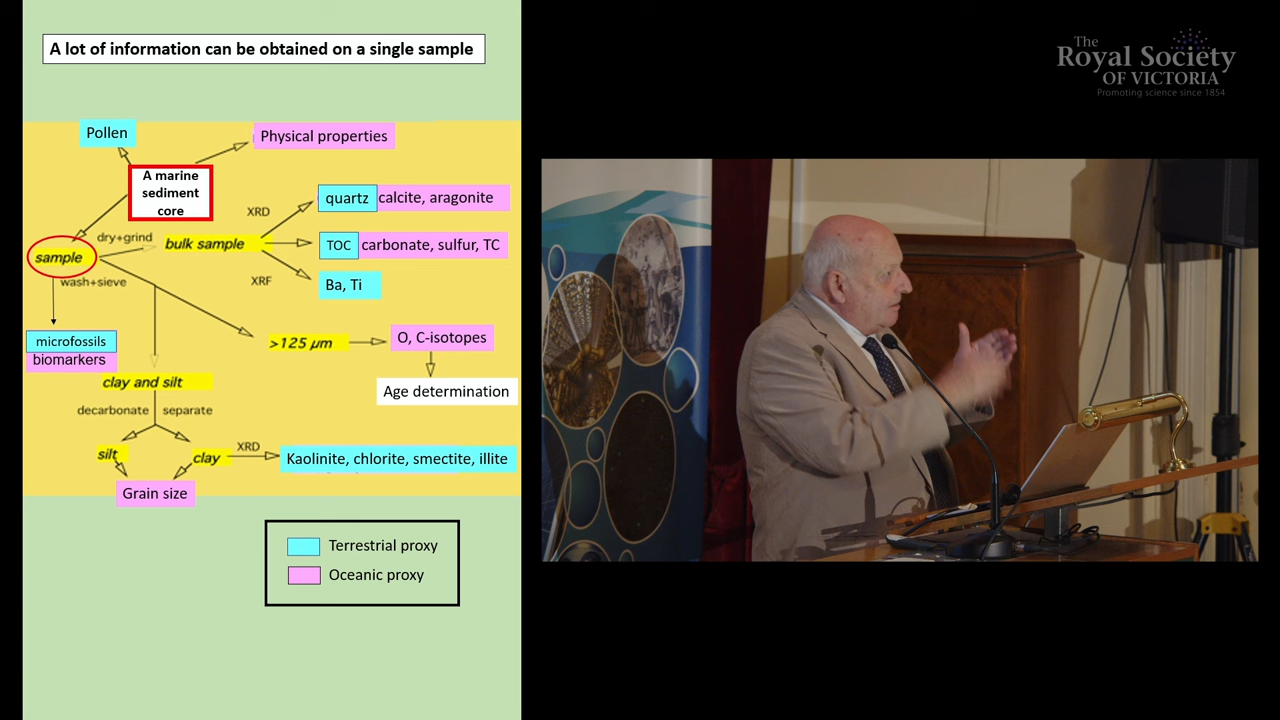 A lot of information can be obtained on a single sample
Pollen
Physical properties
A marine
sediment
core
XRD
quartz calcite, aragonite
dry+grind
bulk sample
TOC carbonate, sulfur, TC
sample
wash+sieve
XRF
Ba, Ti
microfossils
biomarkers
>125 µm
O, C-isotopes
clay and silt
Age determination
decarbonate separate
silt
clay
XRD
Kaolinite, chlorite, smectite, illite
Grain size
Terrestrial proxy
Oceanic proxy
The
Royal Society
OF VICTORIA
Promoting science since 1854